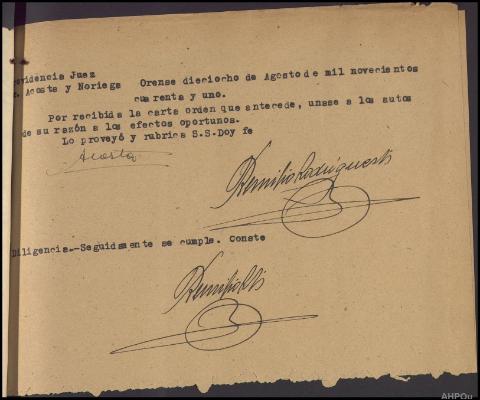 ovidencia Juez
. Acosta y Noriega Orense dieciocho de Agosto de mil novecientos
cuarenta y uno.
Por recibida la carta orden que antecede, unase a los autos
de su razón a los efectos oportunos.
Lo proveyó y rubrica S.S.Doy fe
Acosta
Diligencia.-Seguidamente se cumple. Conste
AHPOu